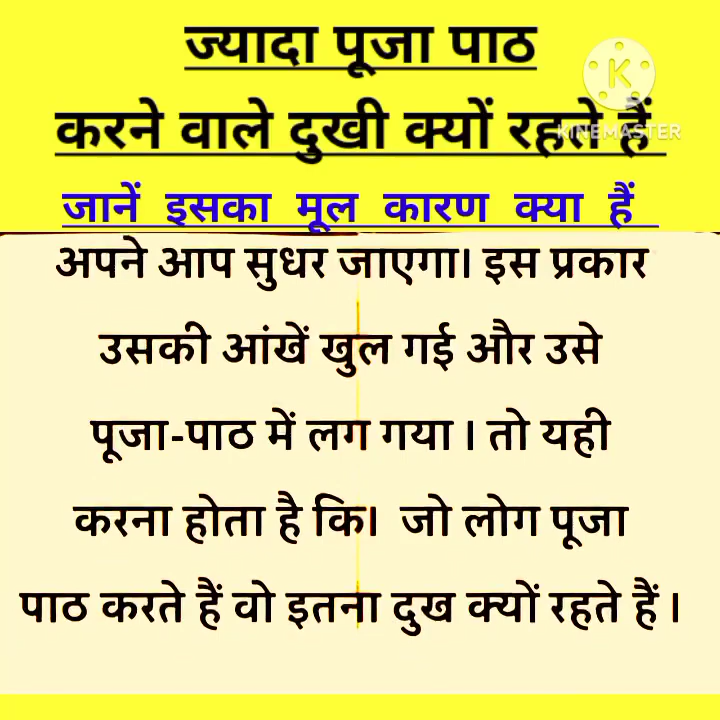 ज्यादा पूजा पाठ
करने वाले दुखी क्यों रहते हैं
KINEMASTER
जानें इसका मूल कारण क्या हैं
अपने आप सुधर जाएगा। इस प्रकार
उसकी आंखें खुल गई और उसे
पूजा-पाठ में लग गया। तो यही
करना होता है कि। जो लोग पूजा
पाठ करते हैं वो इतना दुख क्यों रहते हैं।